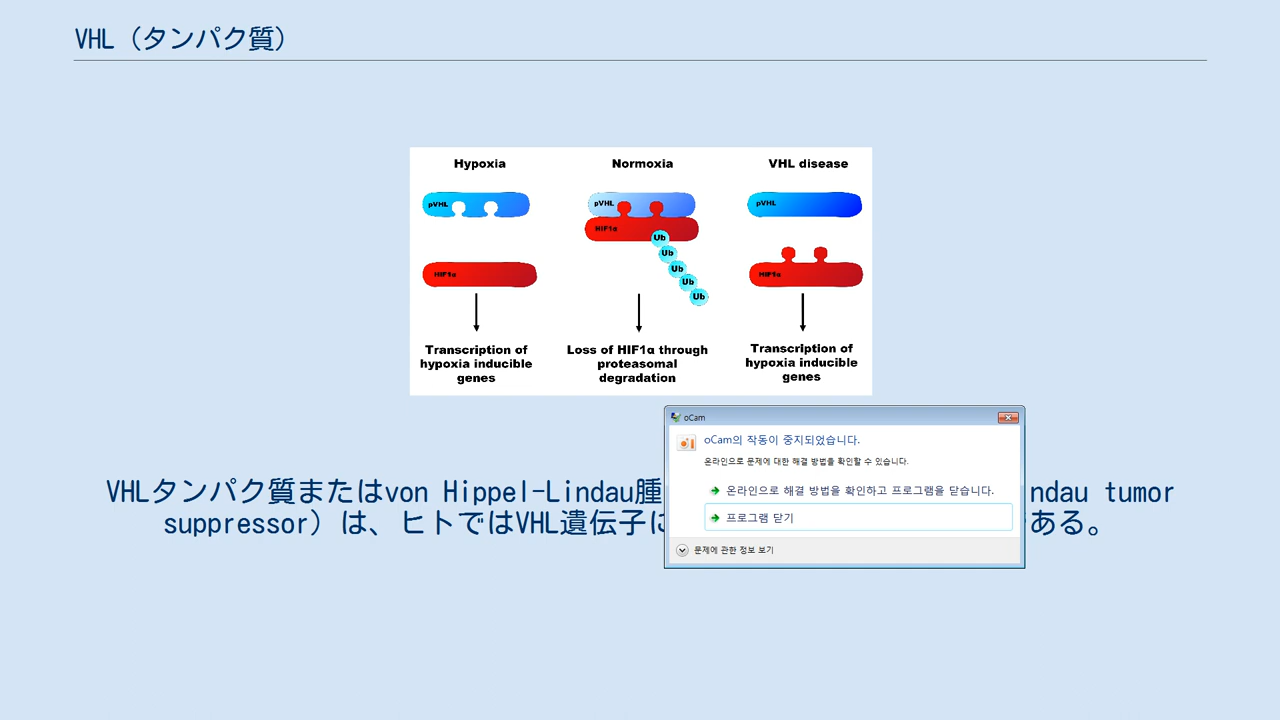 VHL（タンパク質）
Hypoxia
Normoxia
VHL disease
pVHL
pVHL
pVHL
HIF1α
Ub
Ub
Ub
Ub
Ub
HIF1α
HIF1α
Transcription of
hypoxia inducible
genes
Loss of HIF1α through
proteasomal
degradation
Transcription of
hypoxia inducible
genes
oCam
oCam의 작동이 중지되었습니다.
온라인으로 문제에 대한 해결 방법을 확인할 수 있습니다.
온라인으로 해결 방법을 확인하고 프로그램을 닫습니다.
프로그램 닫기
문제에 관한 정보 보기
VHLタンパク質またはvon Hippel-Lindau腫 ndau tumor
suppressor）は、ヒトではVHL遺伝子に ある。